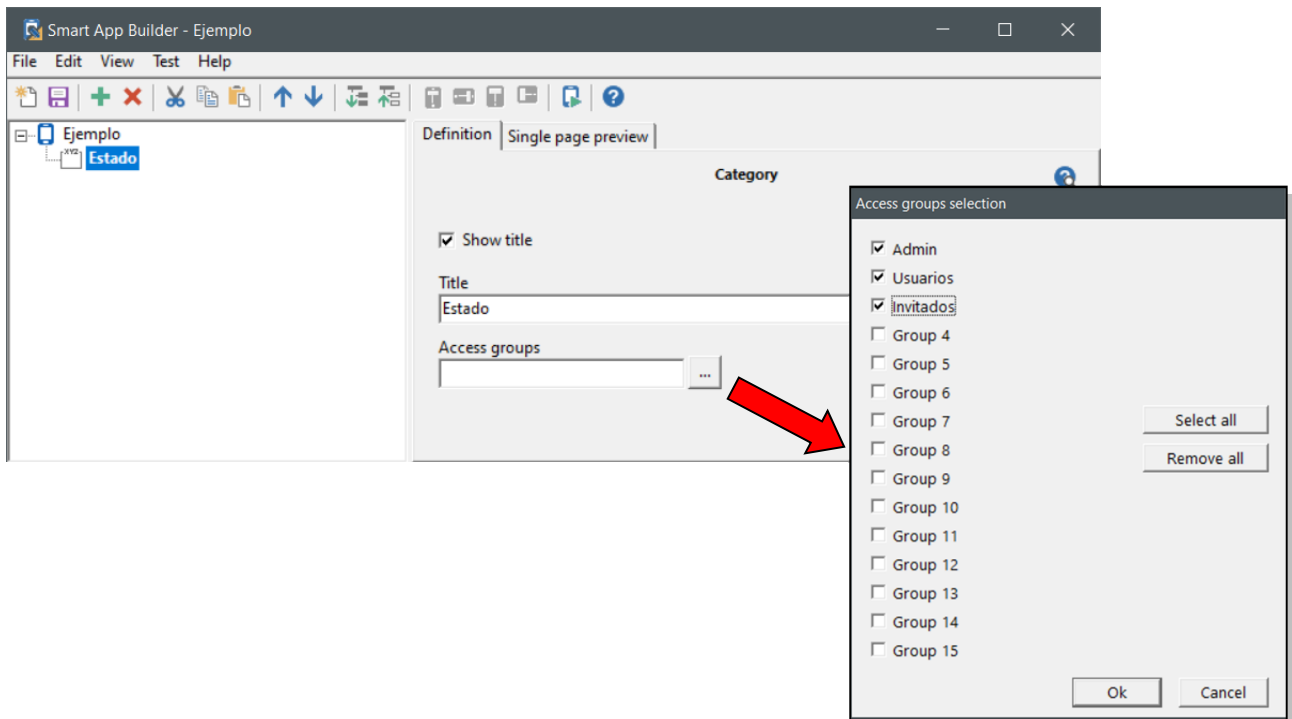 Smart App Builder - Ejemplo
File Edit View Test Help
Ejemplo
XYZ
Estado
Definition
Single page preview
Category
Show title
Title
Estado
Access groups
...
Access groups selection
Admin
Usuarios
Invitados
Group 4
Group 5
Group 6
Group 7
Group 8
Group 9
Group 10
Group 11
Group 12
Group 13
Group 14
Group 15
Select all
Remove all
Ok
Cancel